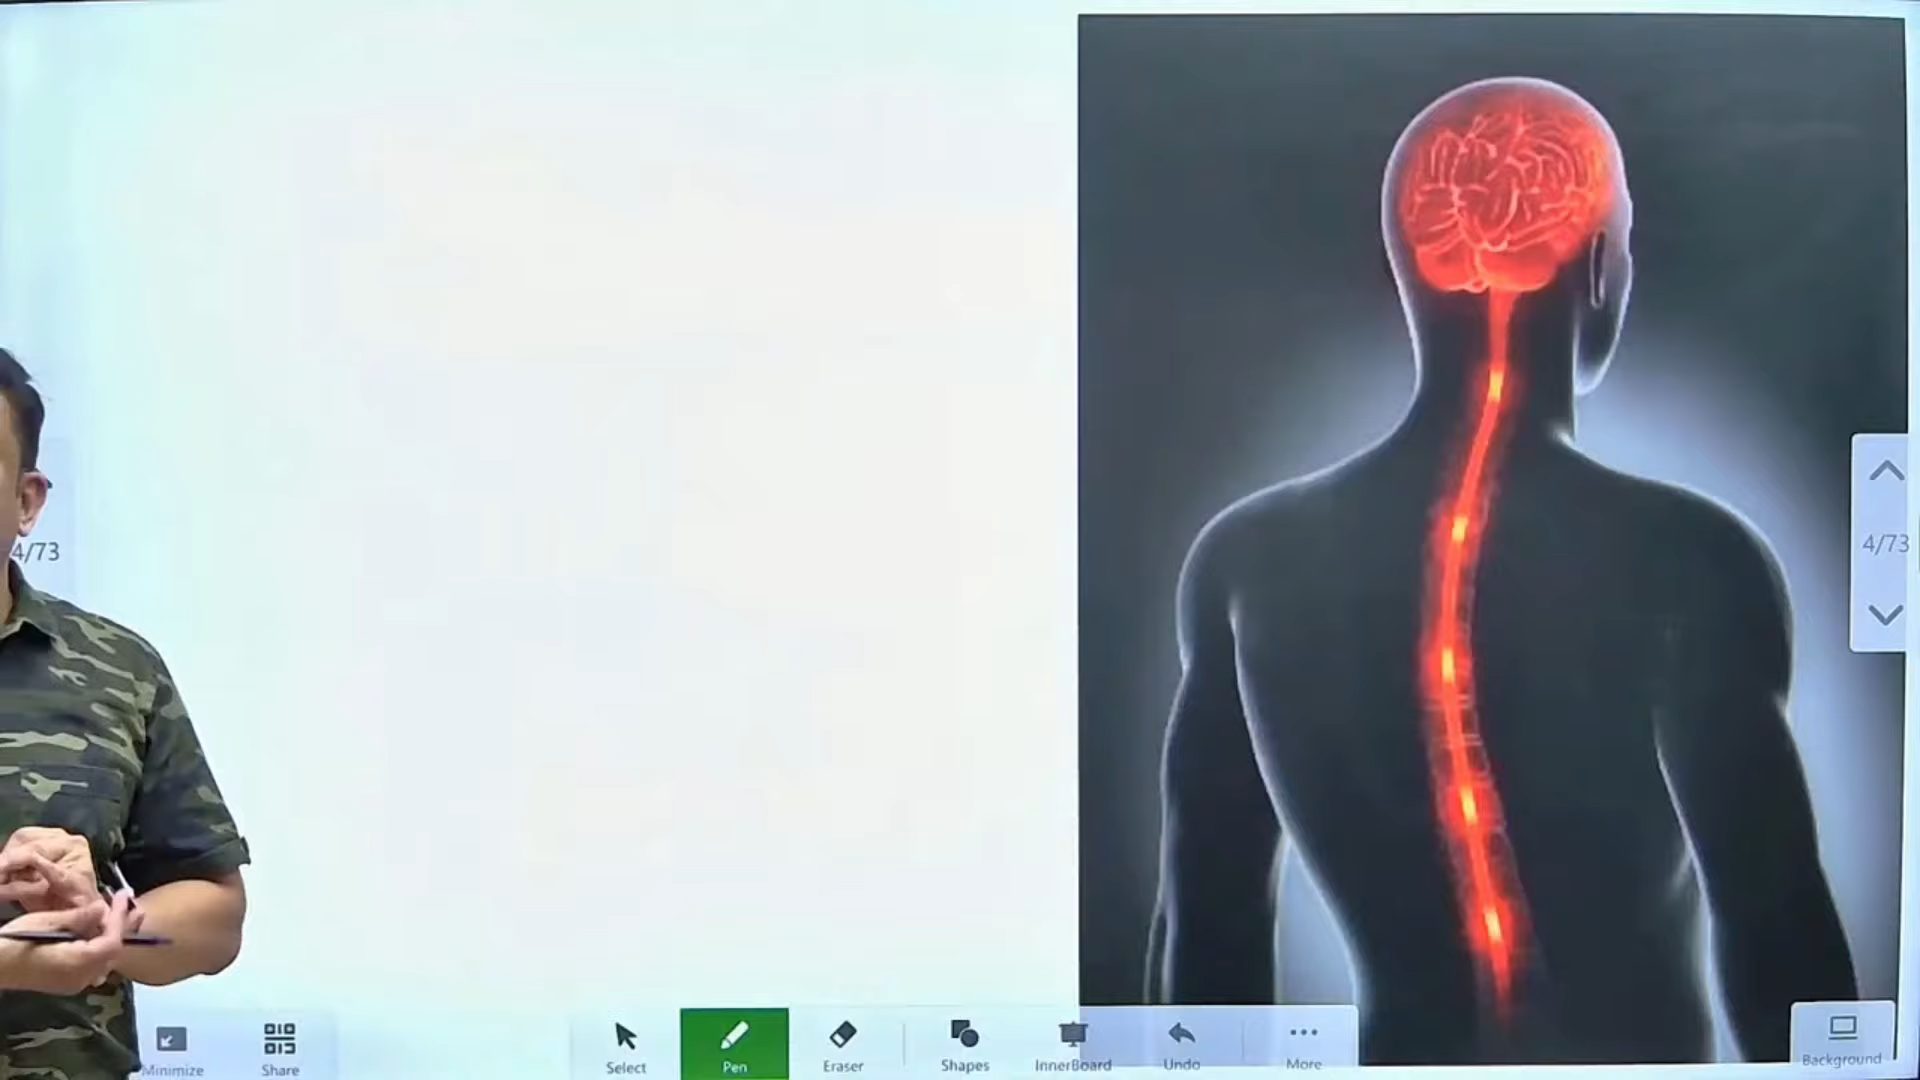 4/73
4/73
Minimize
Share
Select
Pen
Eraser
Shapes
InnerBoard
Undo
More
Background